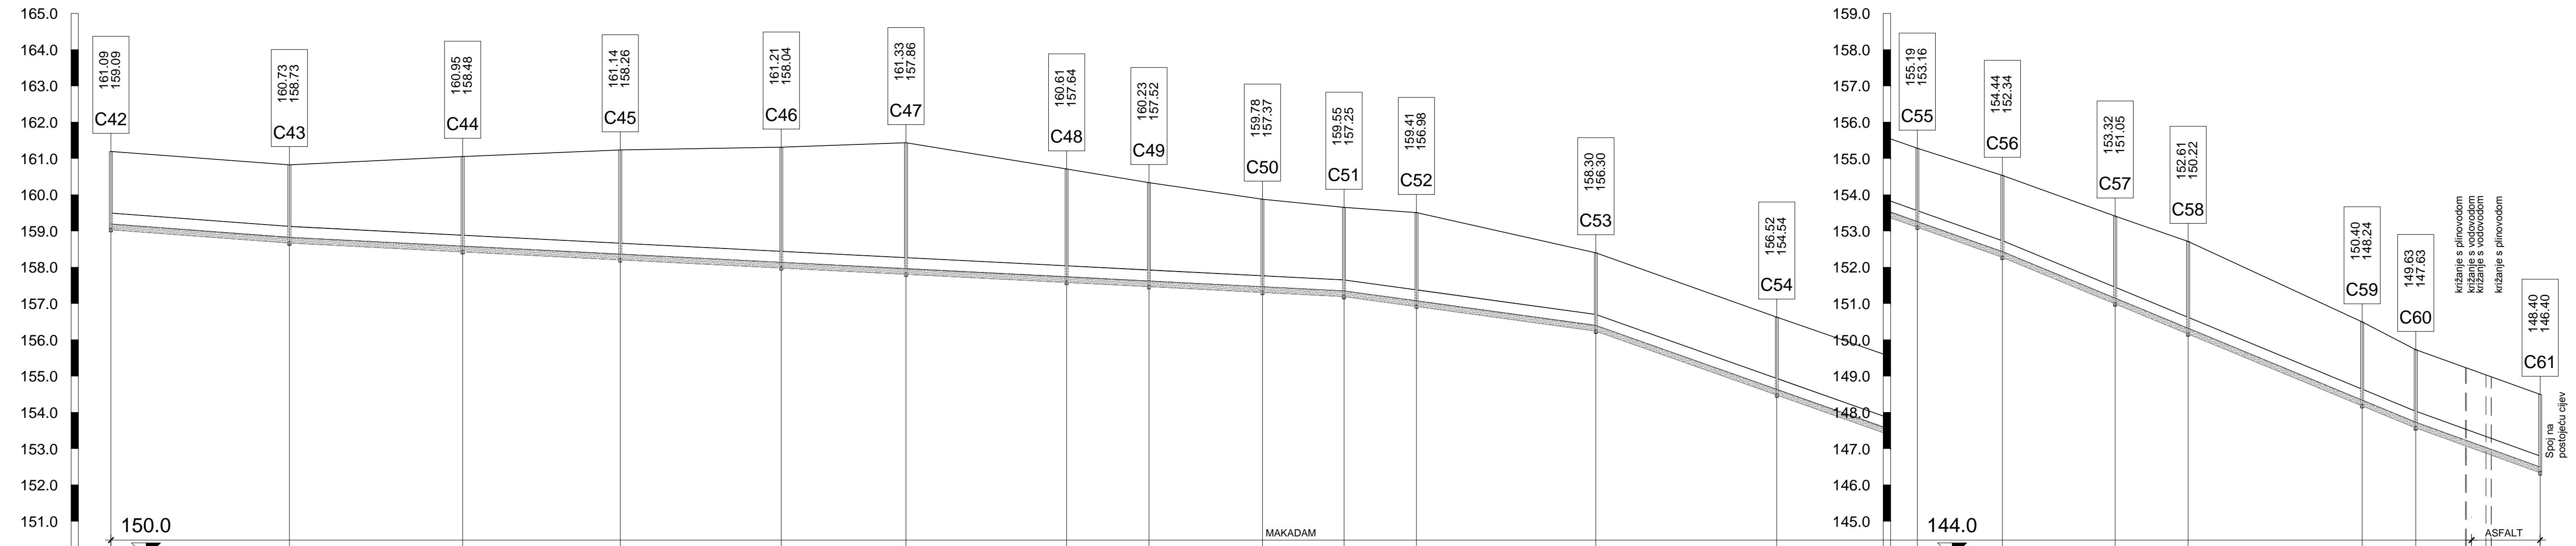 165.0
164.0
163.0
162.0
161.0
160.0
159.0
158.0
157.0
156.0
155.0
154.0
153.0
152.0
151.0
150.0
161.09
159.09
C42
160.73
158.73
C43
160.95
158.48
C44
161.14
158.26
C45
161.21
158.04
C46
161.33
157.86
C47
160.61
157.64
C48
160.23
157.52
C49
159.78
157.37
C50
159.55
157.25
C51
159.41
156.98
C52
158.30
156.30
C53
156.52
154.54
C54
MAKADAM
159.0
158.0
157.0
156.0
155.0
154.0
153.0
152.0
151.0
150.0
149.0
148.0
147.0
146.0
145.0
144.0
155.19
153.16
C55
154.44
152.34
C56
153.32
151.05
C57
152.61
150.22
C58
150.40
148.24
C59
149.63
147.63
C60
križanje s plinovodom
križanje s vodovodom
križanje s vodovodom
križanje s plinovodom
148.40
146.40
C61
Spoj na
postojeću cijev
ASFALT